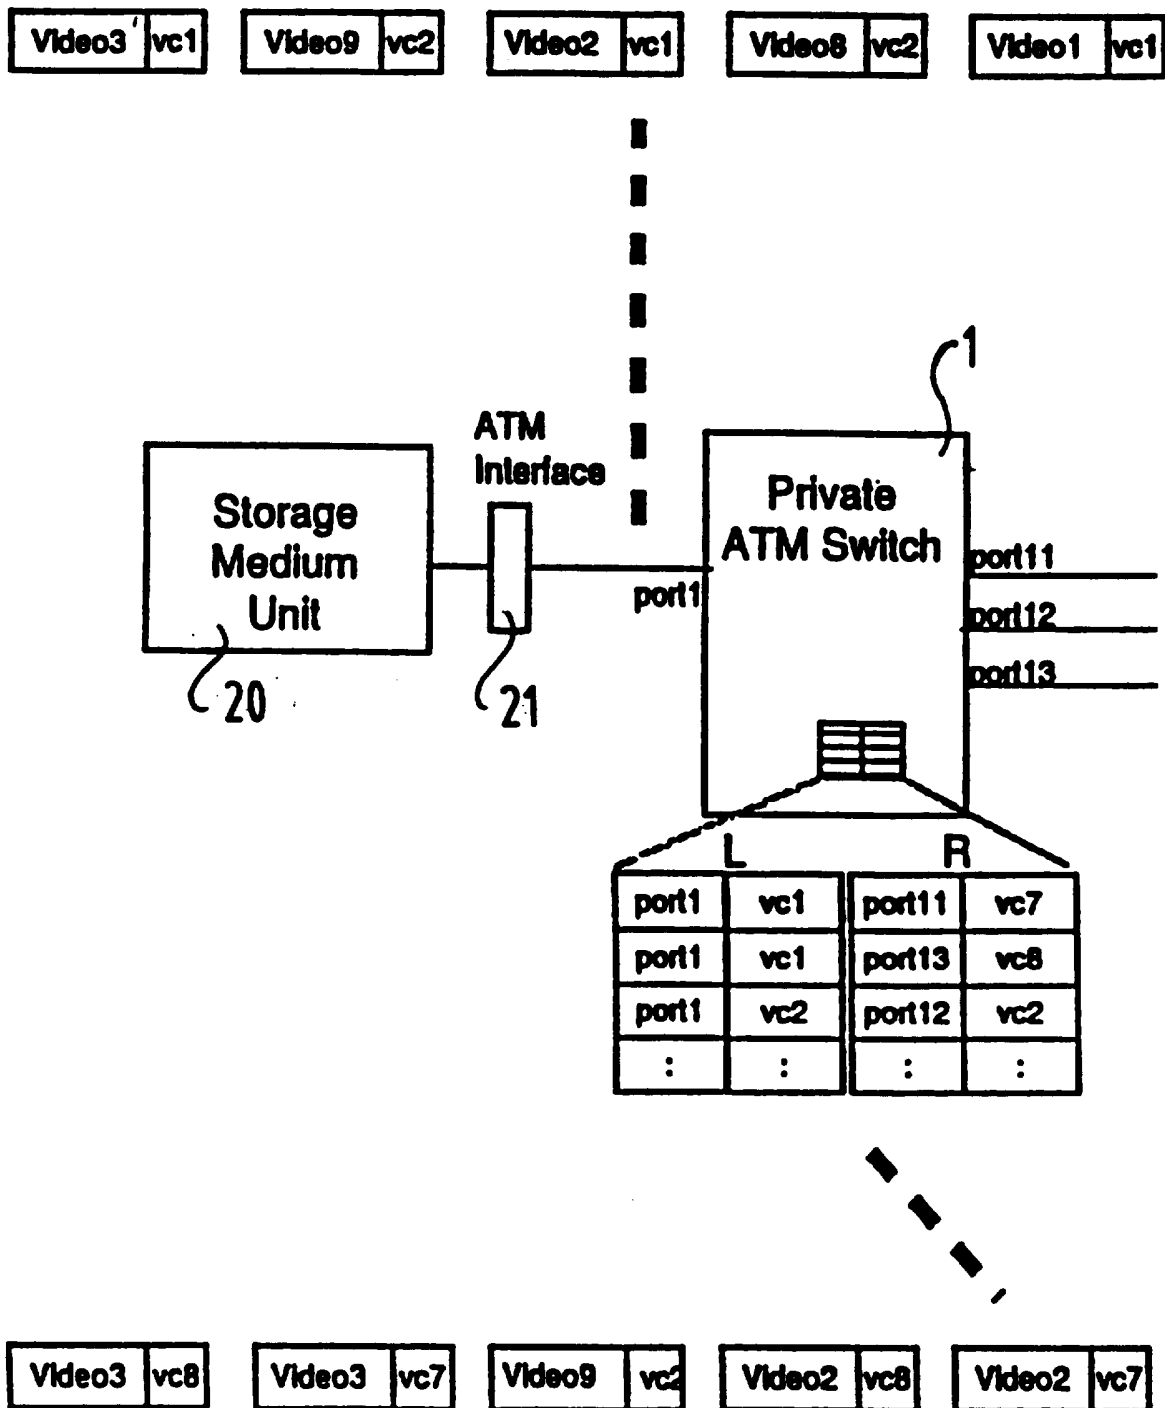 Video3 vc1 Video9 vc2 Video2 vc1 Video8 vc2 Video1 vc1
1
ATM
Interface
Storage
Medium
Unit
Private
ATM Switch
port1
port11
port12
port13
20
21
L R
port1 vc1 port11 vc7
port1 vc1 port13 vc8
port1 vc2 port12 vc2
: : : :
Video3 vc8 Video3 vc7 Video9 vc2 Video2 vc8 Video2 vc7